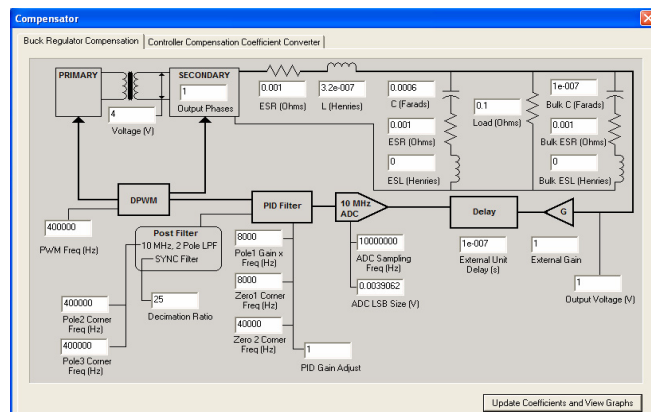 Compensator
Buck Regulator Compensation
Controller Compensation Coefficient Converter
PRIMARY
SECONDARY
1
Output Phases
4
Voltage (V)
0.001
ESR (Ohms)
3.2e-007
L (Henries)
0.0006
C (Farads)
0.001
ESR (Ohms)
0
ESL (Henries)
0.1
Load (Ohms)
1e-007
Bulk C (Farads)
0.001
Bulk ESR (Ohms)
0
Bulk ESL (Henries)
DPWM
PID Filter
10 MHz
ADC
Delay
G
400000
PWM Freq (Hz)
Post Filter
10 MHz, 2 Pole LPF
SYNC Filter
8000
Pole1 Gain x
Freq (Hz)
8000
Zero1 Corner
Freq (Hz)
40000
Zero 2 Corner
Freq (Hz)
10000000
ADC Sampling
Freq (Hz)
0.0039062
ADC LSB Size (V)
1e-007
External Unit
Delay (s)
1
External Gain
1
Output Voltage (V)
400000
Pole2 Corner
Freq (Hz)
400000
Pole3 Corner
Freq (Hz)
25
Decimation Ratio
1
PID Gain Adjust
Update Coefficients and View Graphs